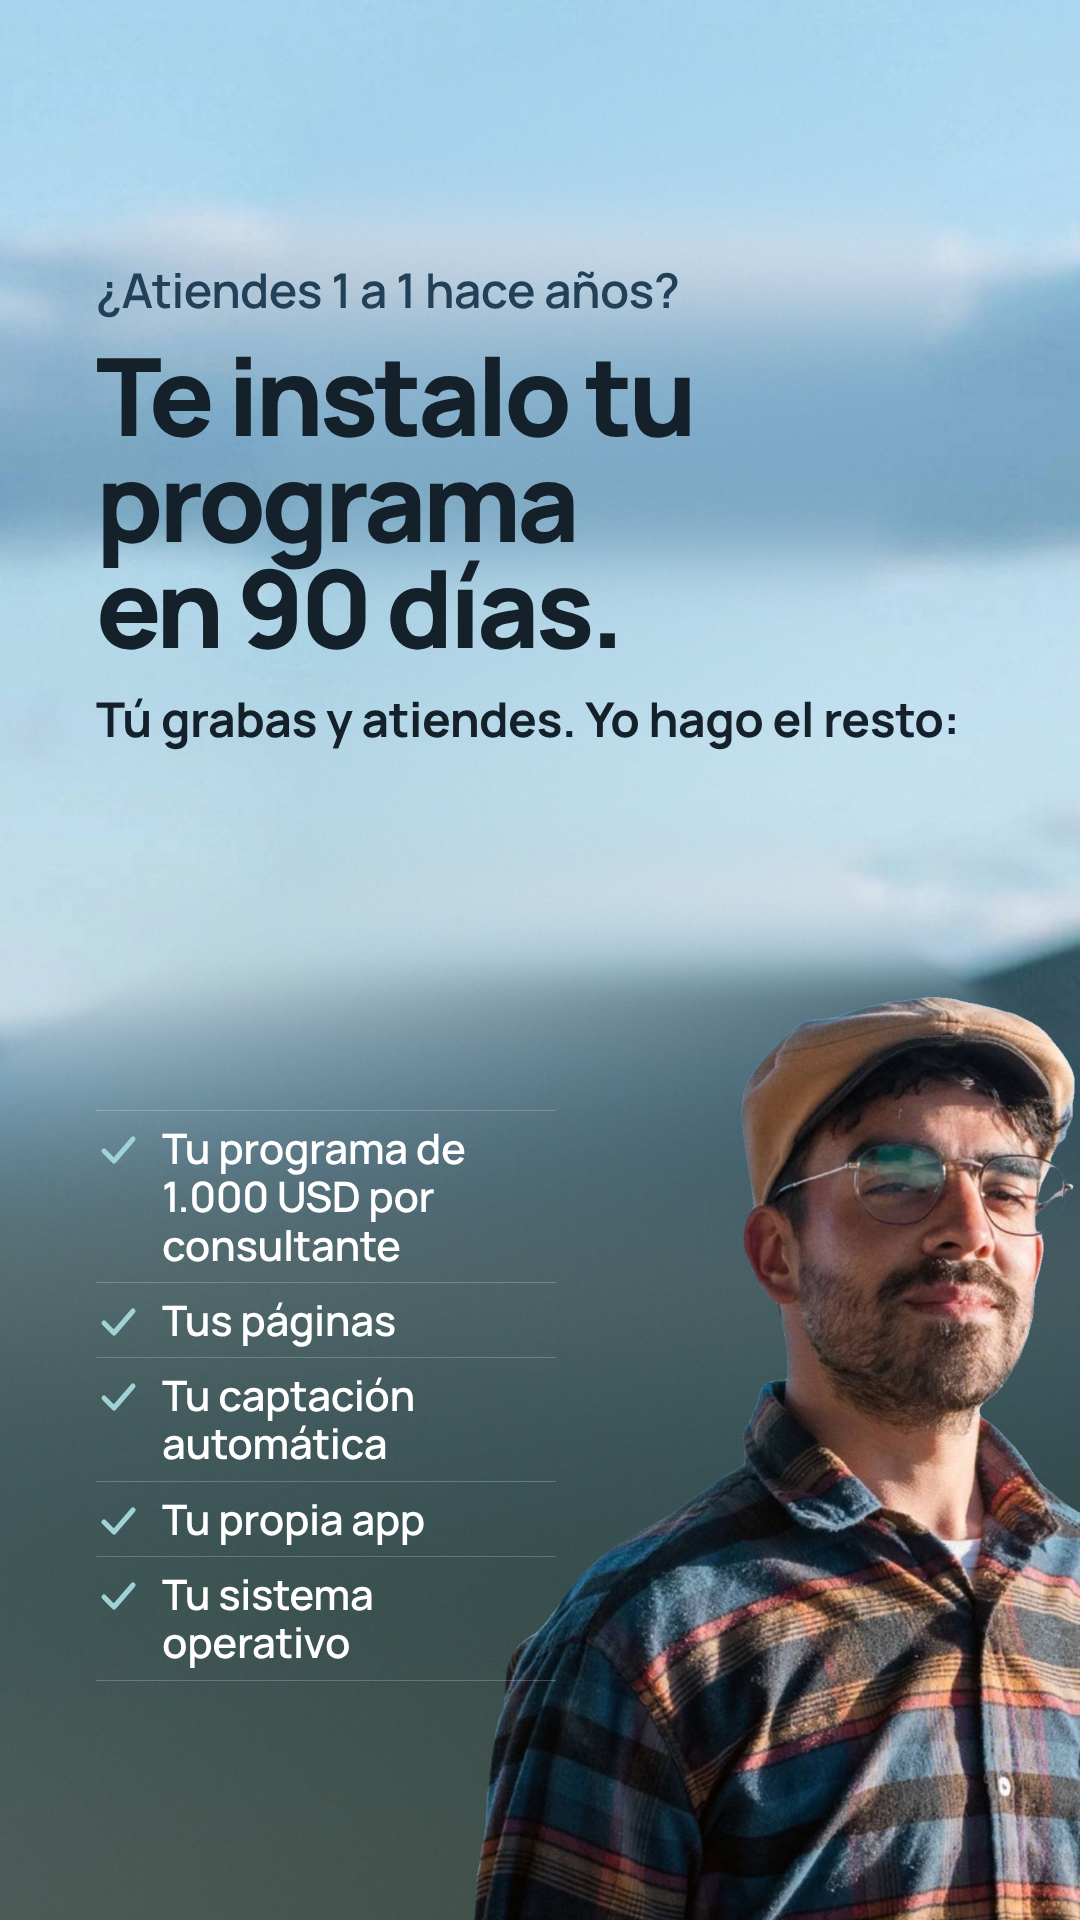 ¿Atiendes 1 a 1 hace años?
Te instalo tu
programa
en 90 días.
Tú grabas y atiendes. Yo hago el resto:
Tu programa de
1.000 USD por
consultante
Tus páginas
Tu captación
automática
Tu propia app
Tu sistema
operativo